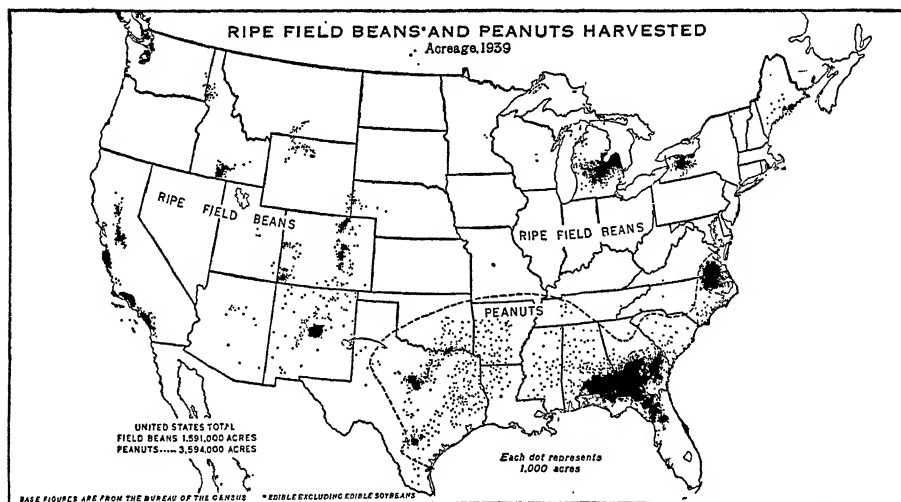 RIPE FIELD BEANS*AND PEANUTS HARVESTED
Acreage, 1939
RIPE FIELD BEANS
RIPE FIELD BEANS
PEANUTS
UNITED STATES TOTAL
FIELD BEANS 1,591,000 ACRES
PEANUTS..... 3,594,000 ACRES
Each dot represents
1,000 acres
BASE FIGURES ARE FROM THE BUREAU OF THE CENSUS
*EDIBLE EXCLUDING EDIBLE SOYBEANS